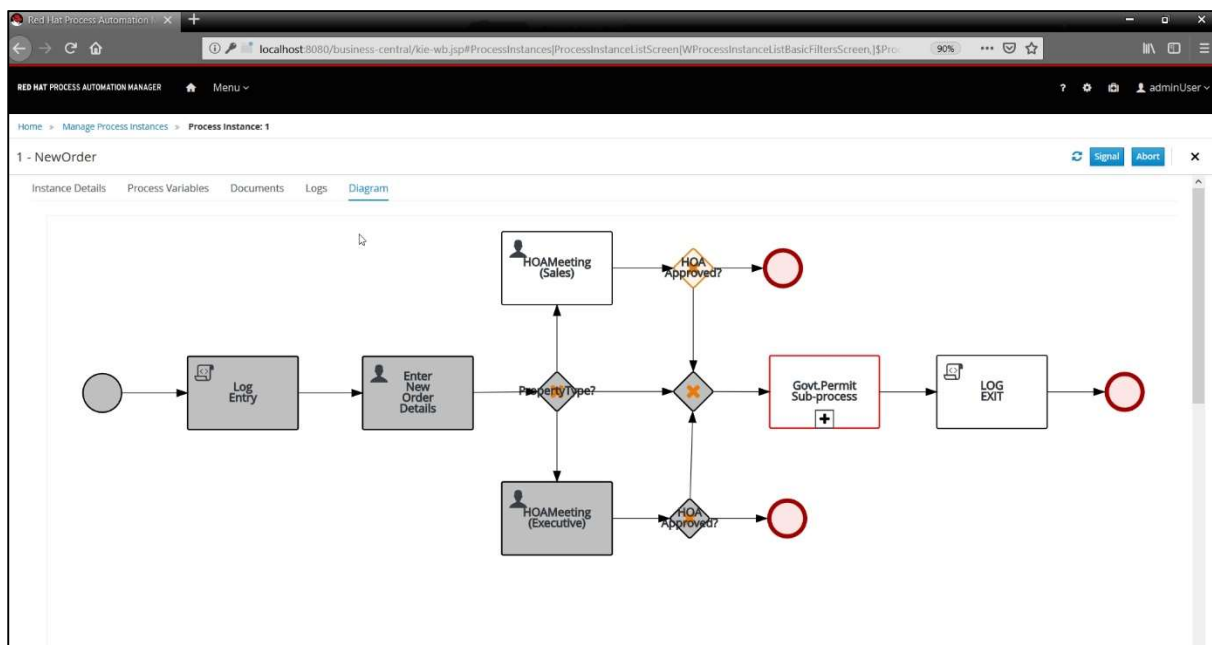 Red Hat Process Automation M
localhost:8080/business-central/kie-wb.jsp#ProcessInstances|ProcessInstanceListScreen[WProcessInstanceListBasicFiltersScreen,]$Proc
90%
RED HAT PROCESS AUTOMATION MANAGER
Menu
?
adminUser
Home » Manage Process Instances » Process Instance: 1
1 - NewOrder
Signal
Abort
Instance Details
Process Variables
Documents
Logs
Diagram
HOAMeeting
(Sales)
HOA
Approved?
Log
Entry
Enter
New
Order
Details
PropertyType?
Govt.Permit
Sub-process
LOG
EXIT
HOAMeeting
(Executive)
HOA
Approved?